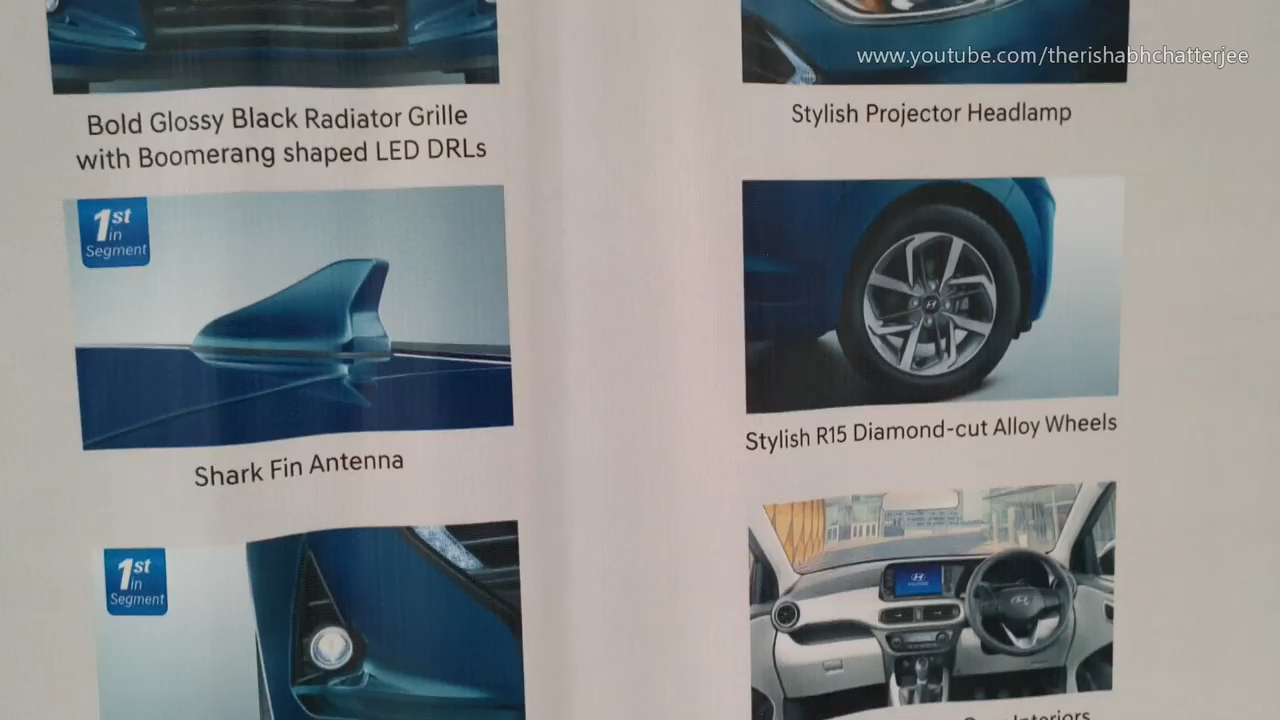 www.youtube.com/therishabhchatterjee
Bold Glossy Black Radiator Grille
with Boomerang shaped LED DRLs
Stylish Projector Headlamp
1st
in
Segment
Shark Fin Antenna
Stylish R15 Diamond-cut Alloy Wheels
1st
in
Segment
Interiors